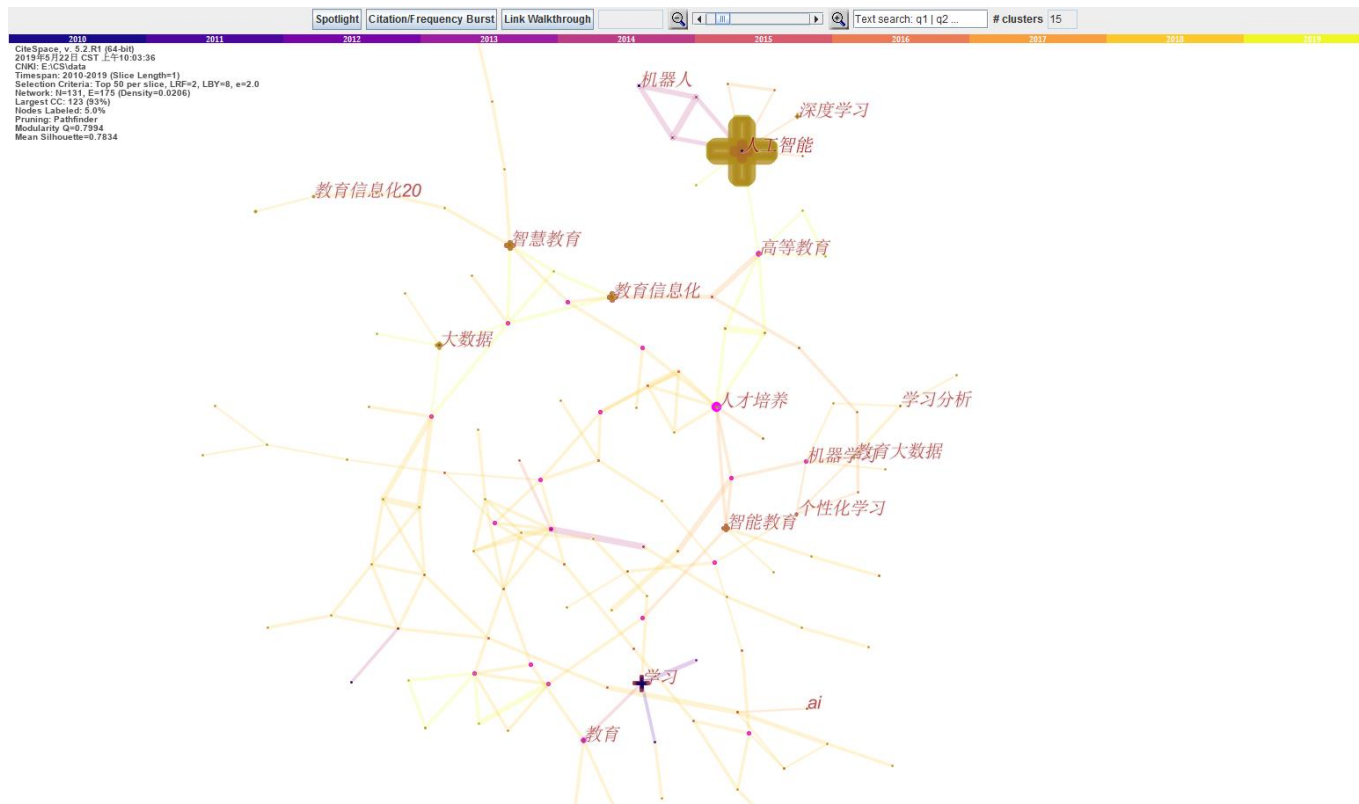 Spotlight Citation/Frequency Burst Link Walkthrough Text search: q1 | q2 ... # clusters 15
2010 2011 2012 2013 2014 2015 2016 2017 2018 2019
CiteSpace, v. 5.2.R1 (64-bit)
2019年5月22日 CST 上午10:03:36
CNKI: E:\CS\data
Timespan: 2010-2019 (Slice Length=1)
Selection Criteria: Top 50 per slice, LRF=2, LBY=8, e=2.0
Network: N=131, E=175 (Density=0.0206)
Largest CC: 123 (93%)
Nodes Labeled: 5.0%
Pruning: Pathfinder
Modularity Q=0.7994
Mean Silhouette=0.7834
机器人
深度学习
人工智能
教育信息化20
智慧教育
高等教育
教育信息化
大数据
人才培养
学习分析
机器学习
教育大数据
个性化学习
智能教育
学习
ai
教育